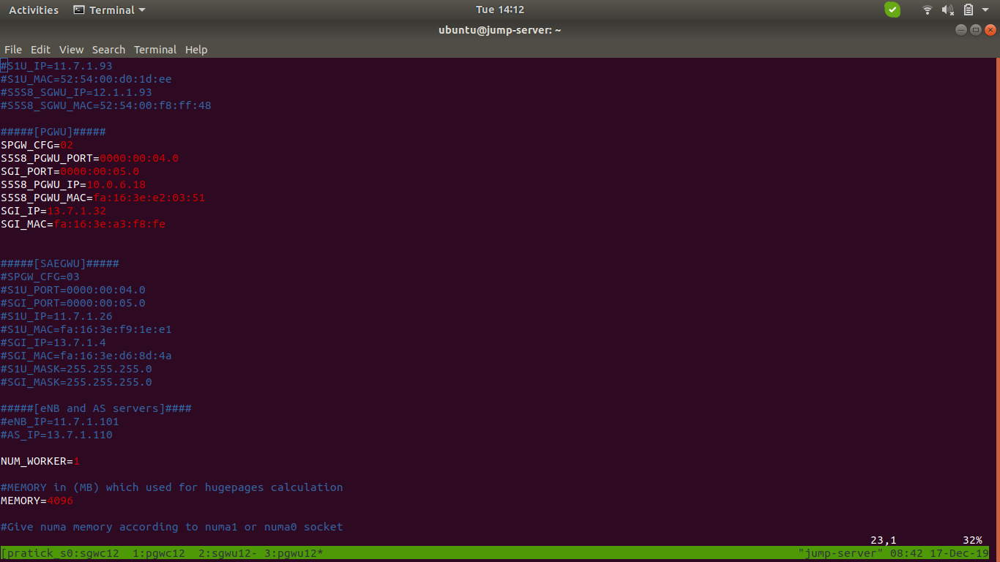 Activities Terminal Tue 14:12
ubuntu@jump-server: ~
File Edit View Search Terminal Help
#S1U_IP=11.7.1.93
#S1U_MAC=52:54:00:d0:1d:ee
#S5S8_SGWU_IP=12.1.1.93
#S5S8_SGWU_MAC=52:54:00:f8:ff:48
#####[PGWU]#####
SPGW_CFG=02
S5S8_PGWU_PORT=0000:00:04.0
SGI_PORT=0000:00:05.0
S5S8_PGWU_IP=10.0.6.18
S5S8_PGWU_MAC=fa:16:3e:e2:03:51
SGI_IP=13.7.1.32
SGI_MAC=fa:16:3e:a3:f8:fe
#####[SAEGWU]#####
#SPGW_CFG=03
#S1U_PORT=0000:00:04.0
#SGI_PORT=0000:00:05.0
#S1U_IP=11.7.1.26
#S1U_MAC=fa:16:3e:f9:1e:e1
#SGI_IP=13.7.1.4
#SGI_MAC=fa:16:3e:d6:8d:4a
#S1U_MASK=255.255.255.0
#SGI_MASK=255.255.255.0
#####[eNB and AS servers]####
#eNB_IP=11.7.1.101
#AS_IP=13.7.1.110
NUM_WORKER=1
#MEMORY in (MB) which used for hugepages calculation
MEMORY=4096
#Give numa memory according to numa1 or numa0 socket
23,1 32%
[pratick_s0:sgwc12 1:pgwc12 2:sgwu12- 3:pgwu12* "jump-server" 08:42 17-Dec-19